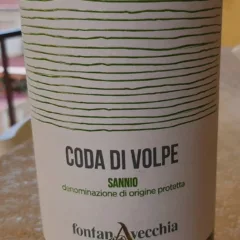 CODA DI VOLPE
SANNIO
denominazione di origine protetta
fontanAvecchia